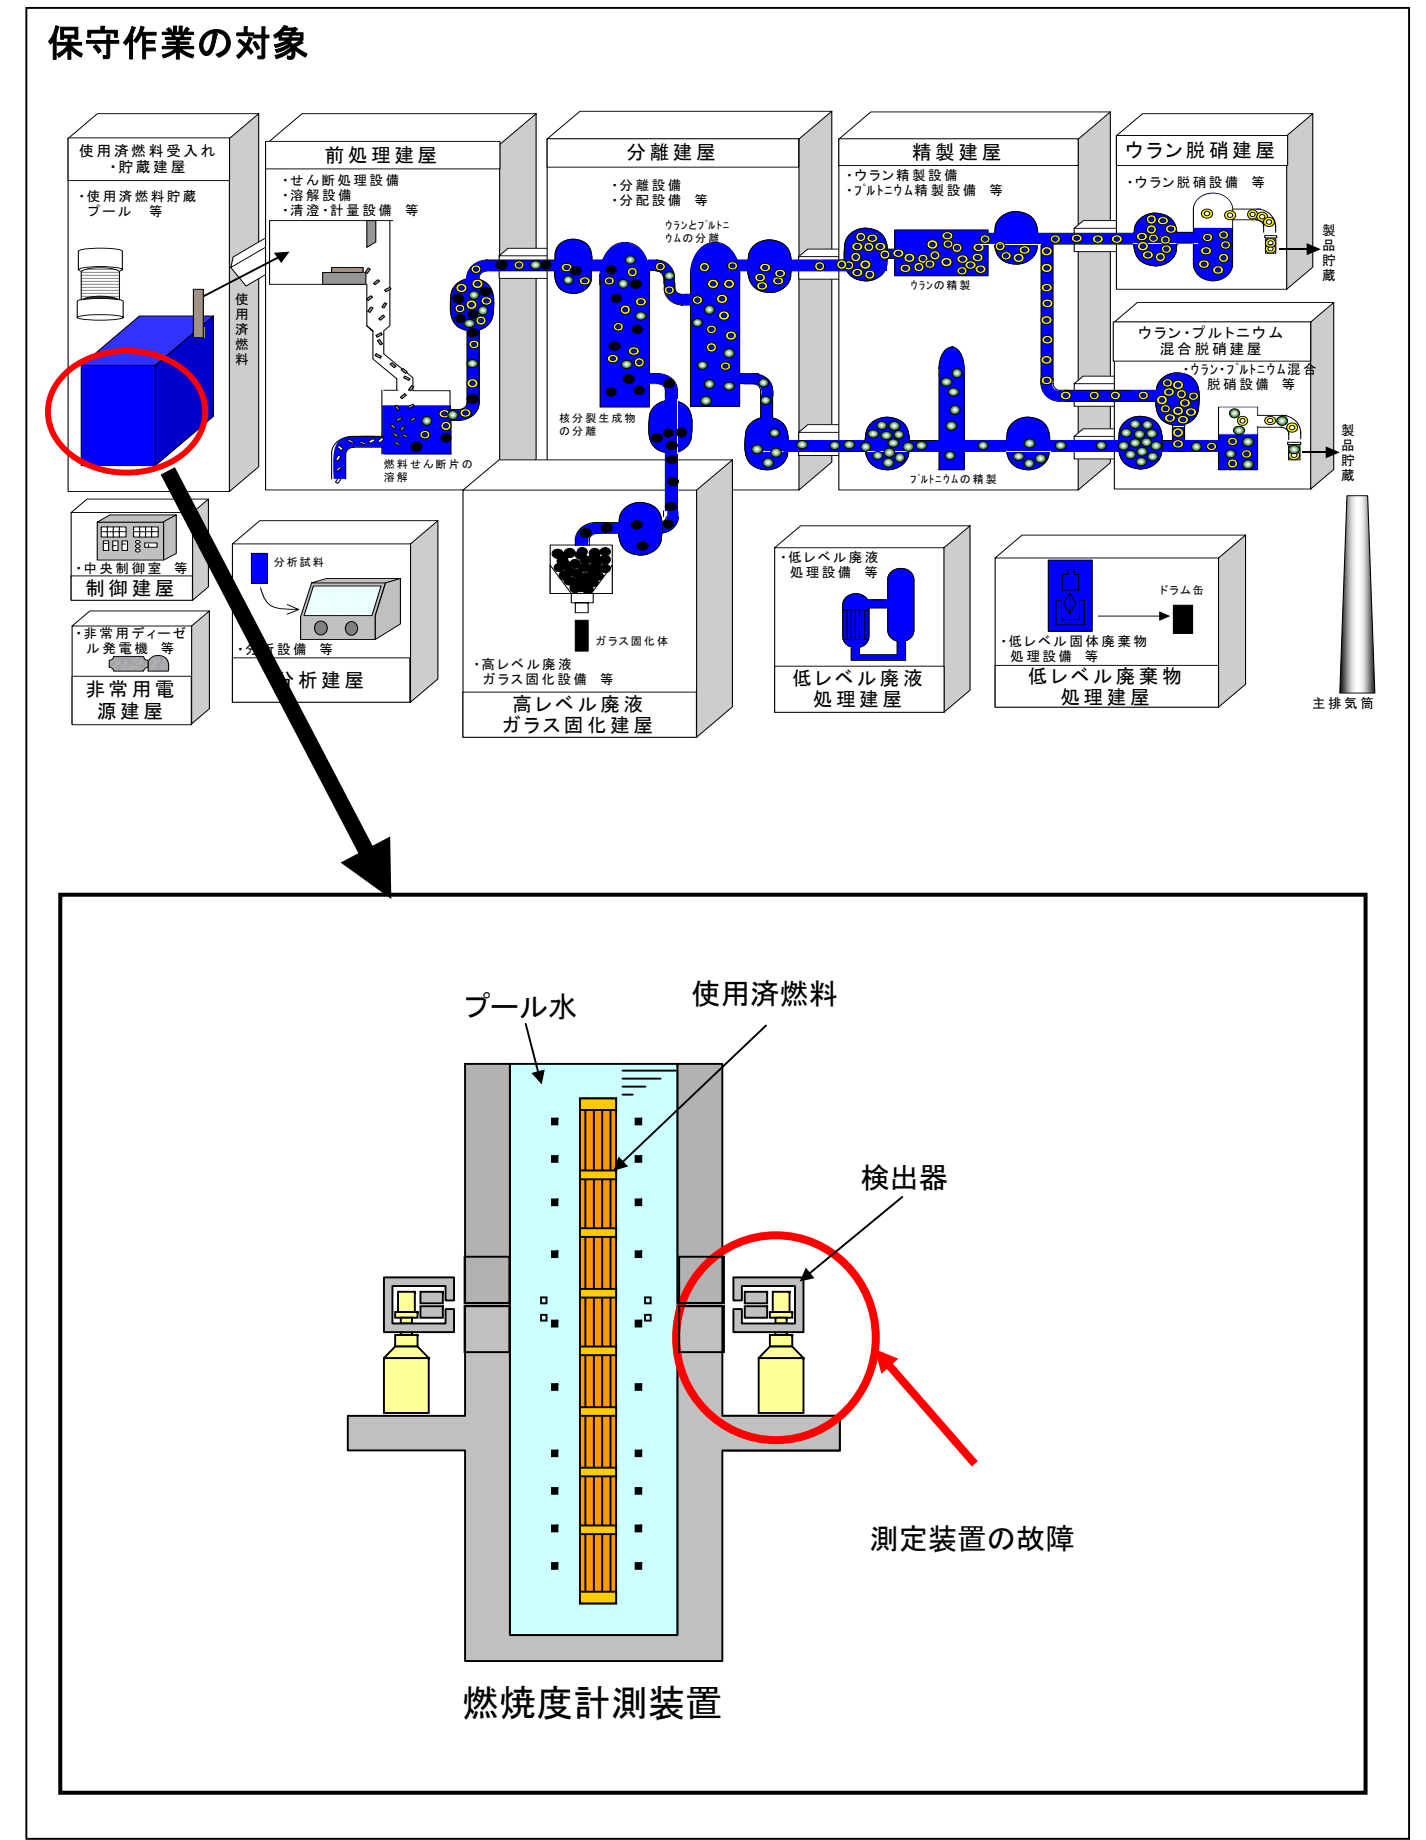 保守作業の対象
使用済燃料受入れ
・貯蔵建屋
・使用済燃料貯蔵
プール　等
使用済燃料
前処理建屋
・せん断処理設備
・溶解設備
・清澄・計量設備　等
燃料せん断片の
溶解
分離建屋
・分離設備
・分配設備　等
ウランとプルトニ
ウムの分離
核分裂生成物
の分離
精製建屋
・ウラン精製設備
・プルトニウム精製設備　等
ウランの精製
プルトニウムの精製
ウラン脱硝建屋
・ウラン脱硝設備　等
製品貯蔵
ウラン・プルトニウム
混合脱硝建屋
・ウラン・プルトニウム混合
脱硝設備　等
製品貯蔵
・中央制御室　等
制御建屋
・非常用ディーゼ
ル発電機　等
非常用電
源建屋
分析試料
・分析設備　等
分析建屋
ガラス固化体
・高レベル廃液
ガラス固化設備　等
高レベル廃液
ガラス固化建屋
・低レベル廃液
処理設備　等
低レベル廃液
処理建屋
ドラム缶
・低レベル固体廃棄物
処理設備　等
低レベル廃棄物
処理建屋
主排気筒
プール水
使用済燃料
検出器
測定装置の故障
燃焼度計測装置